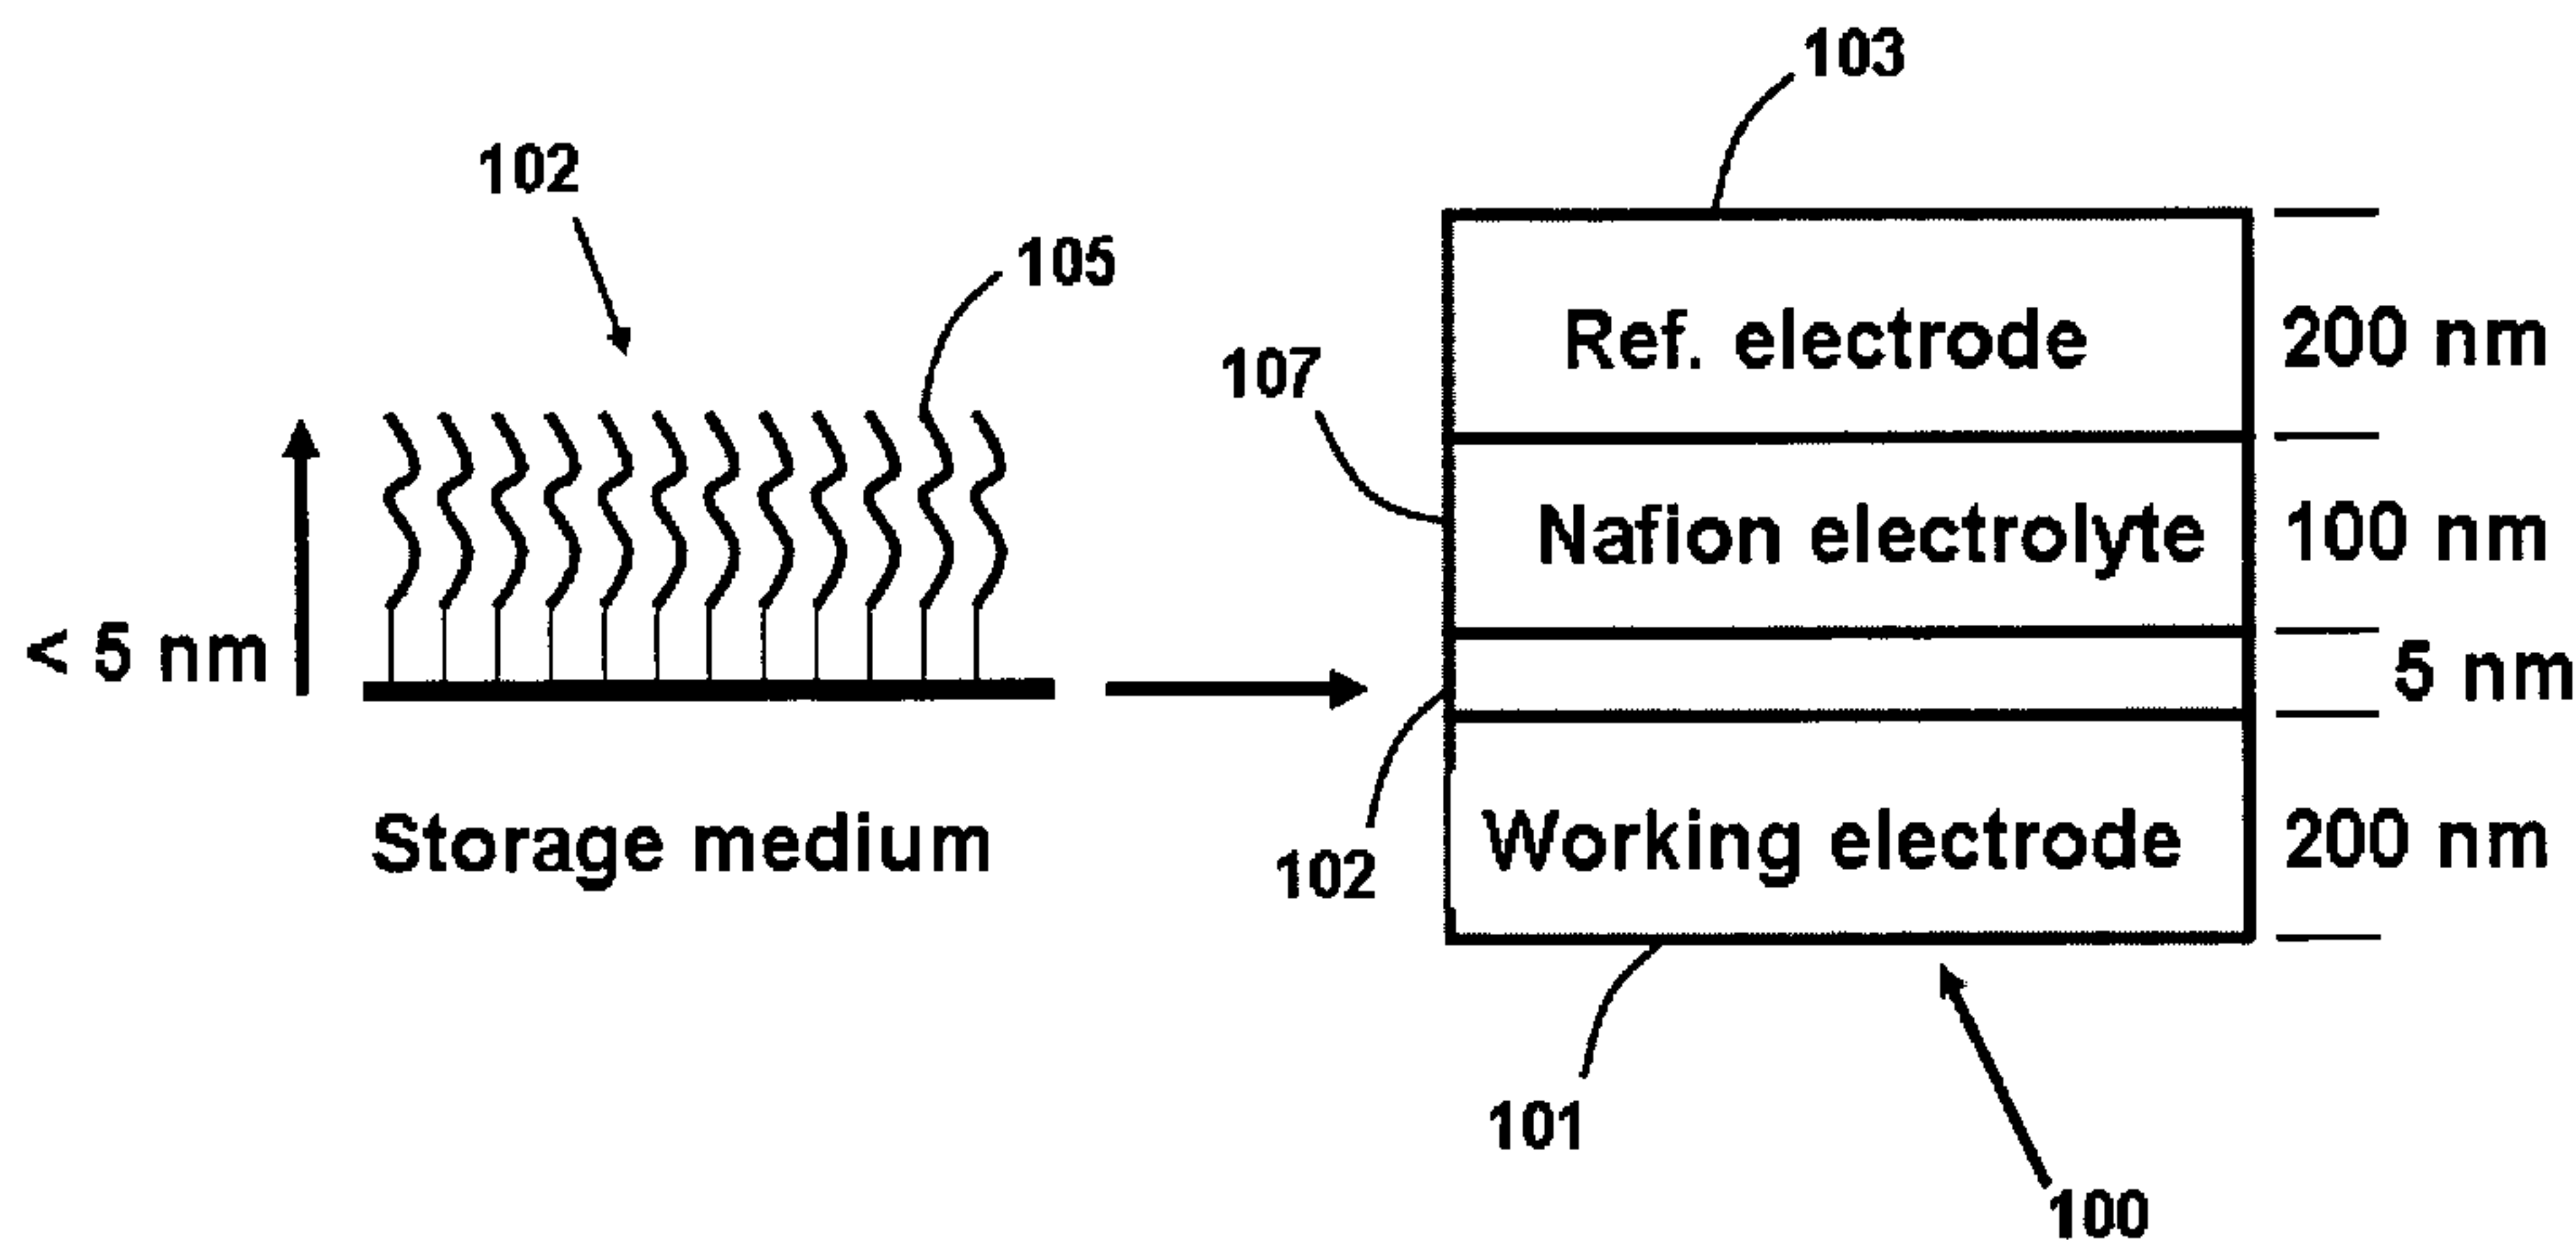 103
102
105
107
Ref. electrode
200 nm
Nafion electrolyte
100 nm
< 5 nm
5 nm
Storage medium
102
Working electrode
200 nm
101
100